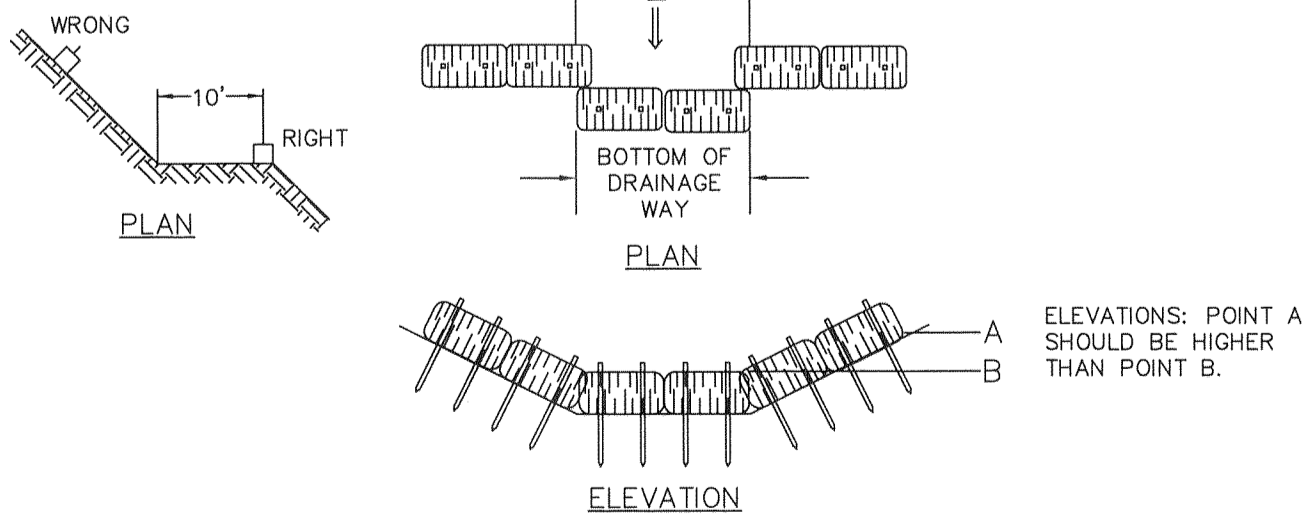 WRONG
10'
RIGHT
PLAN
BOTTOM OF
DRAINAGE
WAY
PLAN
A
B
ELEVATIONS: POINT A
SHOULD BE HIGHER
THAN POINT B.
ELEVATION